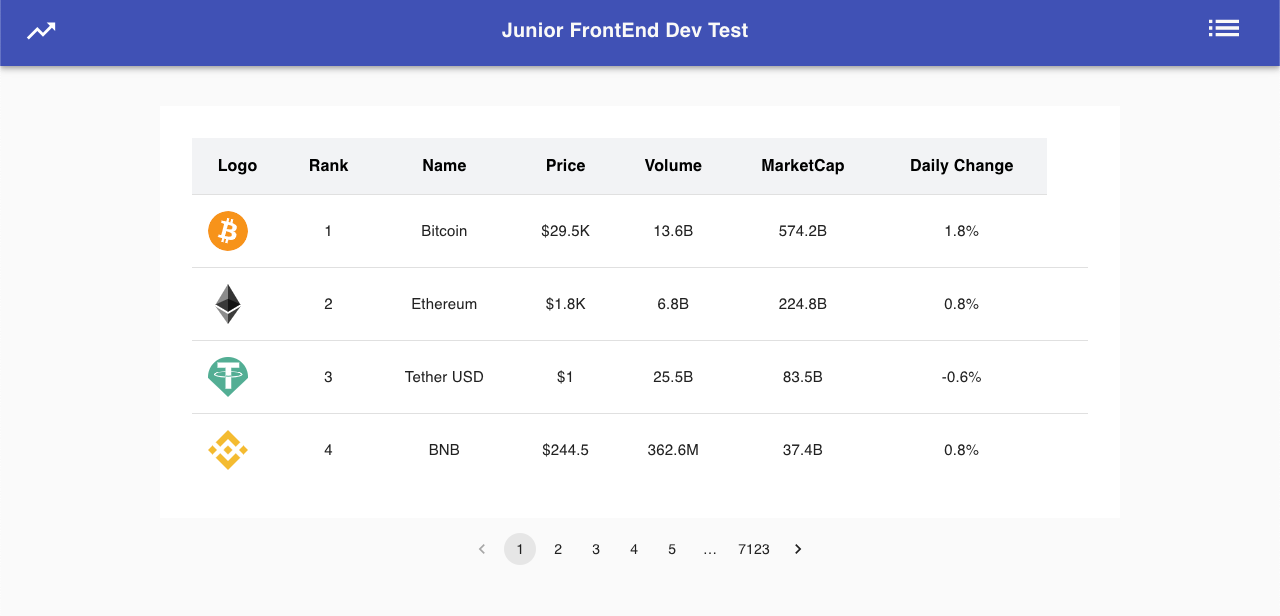 Junior FrontEnd Dev Test
Logo Rank Name Price Volume MarketCap Daily Change
1 Bitcoin $29.5K 13.6B 574.2B 1.8%
2 Ethereum $1.8K 6.8B 224.8B 0.8%
3 Tether USD $1 25.5B 83.5B -0.6%
4 BNB $244.5 362.6M 37.4B 0.8%
1 2 3 4 5 … 7123